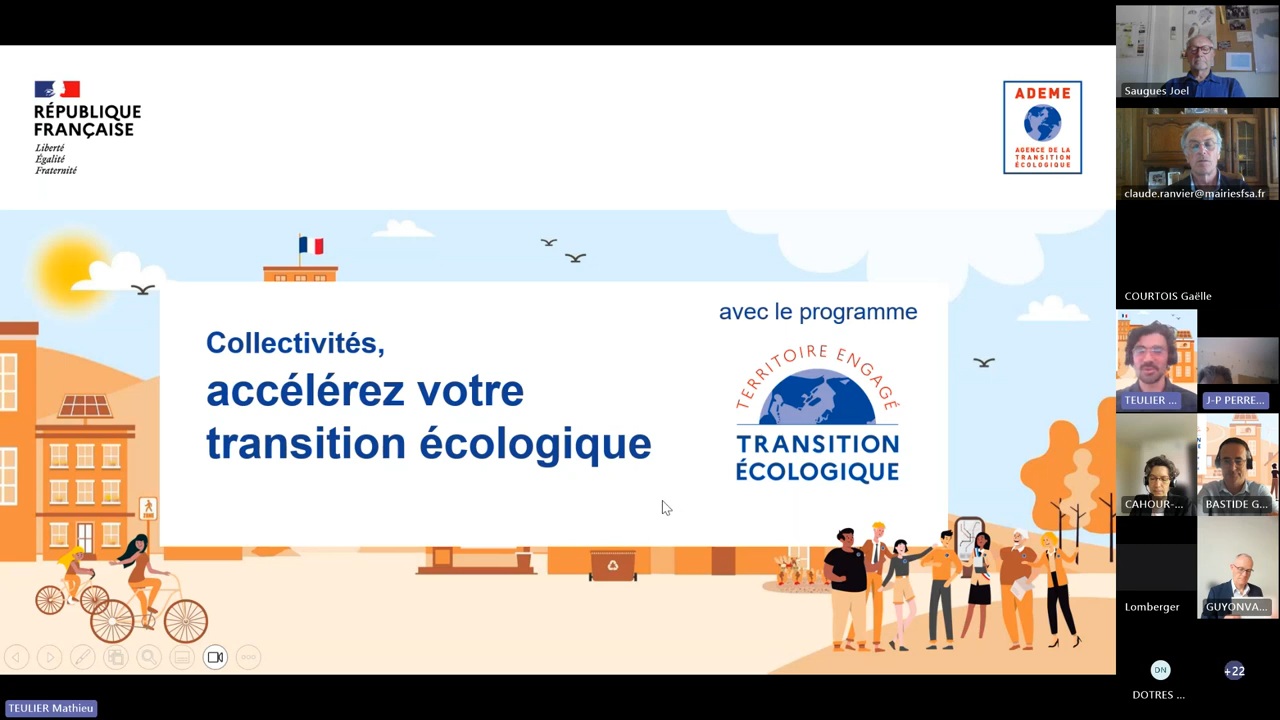 RÉPUBLIQUE
FRANÇAISE
Liberté
Égalité
Fraternité
ADEME
AGENCE DE LA
TRANSITION
ÉCOLOGIQUE
avec le programme
Collectivités,
accélérez votre
transition écologique
TERRITOIRE ENGAGÉ
TRANSITION
ÉCOLOGIQUE
ZONE
TEULIER Mathieu
Saugues Joel
claude.ranvier@mairiesfsa.fr
COURTOIS Gaëlle
TEULIER ...
J-P PERRE...
CAHOUR-...
BASTIDE G...
Lomberger
GUYONVA...
DN
+22
DOTRES ...